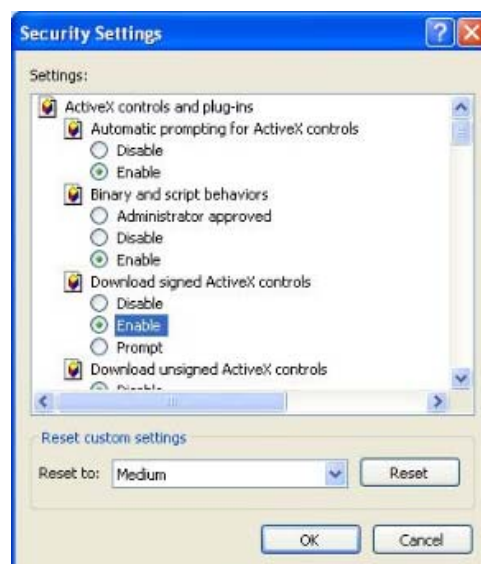 Security Settings
Settings:
ActiveX controls and plug-ins
Automatic prompting for ActiveX controls
Disable
Enable
Binary and script behaviors
Administrator approved
Disable
Enable
Download signed ActiveX controls
Disable
Enable
Prompt
Download unsigned ActiveX controls
Disable
Reset custom settings
Reset to: Medium Reset
OK Cancel